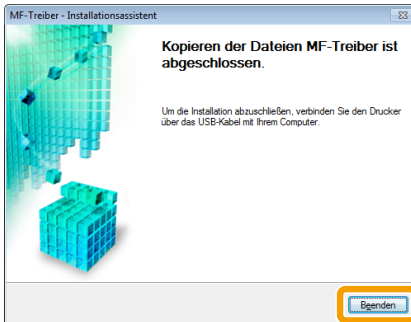 MF-Treiber - Installationsassistent
Kopieren der Dateien MF-Treiber ist
abgeschlossen.
Um die Installation abzuschließen, verbinden Sie den Drucker
über das USB-Kabel mit Ihrem Computer.
Beenden